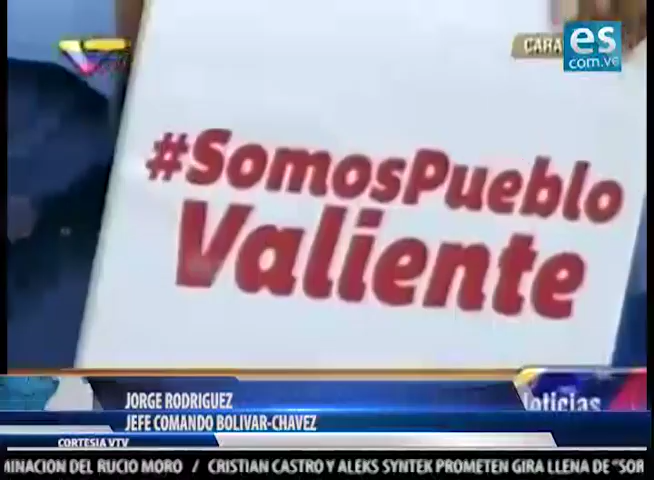 CARA
es
com.ve
#SomosPueblo
Valiente
JORGE RODRIGUEZ
JEFE COMANDO BOLIVAR-CHAVEZ
Noticias
CORTESIA VTV
MINACION DEL RUCIO MORO / CRISTIAN CASTRO Y ALEKS SYNTEK PROMETEN GIRA LLENA DE "SOR